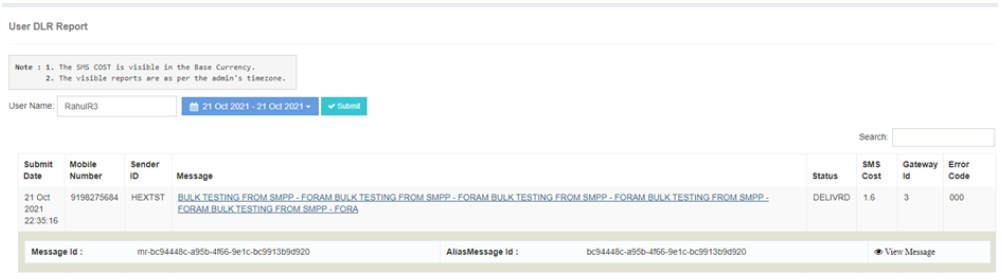 User DLR Report
Note : 1. The SMS COST is visible in the Base Currency.
2. The visible reports are as per the admin's timezone.
User Name: RahulR3 21 Oct 2021 - 21 Oct 2021 Submit
Search:
Submit Date Mobile Number Sender ID Message Status SMS Cost Gateway Id Error Code
21 Oct 2021 22:35:16 9198275684 HEXTST BULK TESTING FROM SMPP - FORAM BULK TESTING FROM SMPP - FORAM BULK TESTING FROM SMPP - FORAM BULK TESTING FROM SMPP - DELIVRD 1.6 3 000
FORAM BULK TESTING FROM SMPP - FORA
Message Id : mr-bc94448c-a95b-4f66-9e1c-bc9913b9d920 AliasMessage Id : bc94448c-a95b-4f66-9e1c-bc9913b9d920 View Message